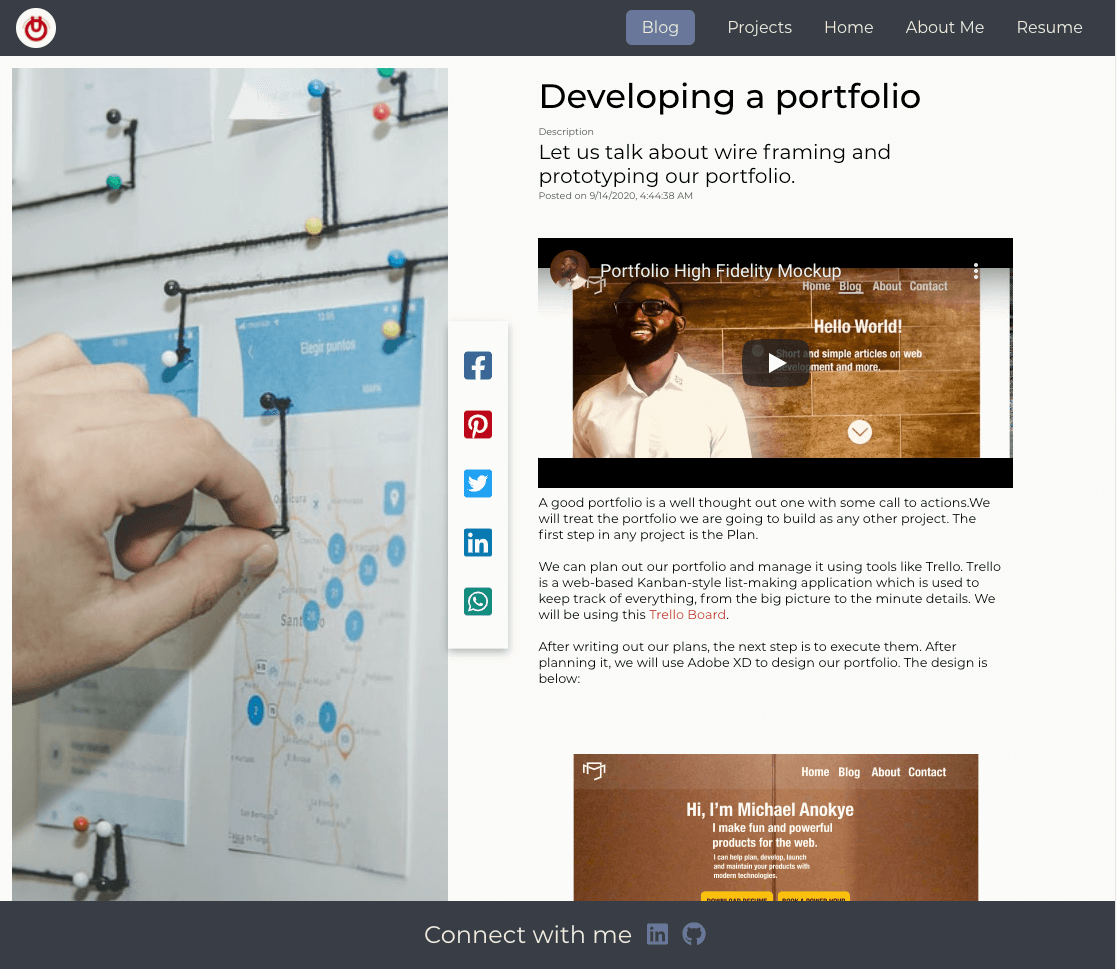 Blog
Projects
Home
About Me
Resume
Elegir puntos
Developing a portfolio
Description
Let us talk about wire framing and
prototyping our portfolio.
Posted on 9/14/2020, 4:44:38 AM
Portfolio High Fidelity Mockup
Home Blog About Contact
Hello World!
Short and simple articles on web
development and more.
A good portfolio is a well thought out one with some call to actions.We
will treat the portfolio we are going to build as any other project. The
first step in any project is the Plan.
We can plan out our portfolio and manage it using tools like Trello. Trello
is a web-based Kanban-style list-making application which is used to
keep track of everything, from the big picture to the minute details. We
will be using this Trello Board.
After writing out our plans, the next step is to execute them. After
planning it, we will use Adobe XD to design our portfolio. The design is
below:
Home Blog About Contact
Hi, I'm Michael Anokye
I make fun and powerful
products for the web.
I can help plan, develop, launch
and maintain your products with
modern technologies.
DOWNLOAD RESUME
BOOK A POWER HOUR
Connect with me